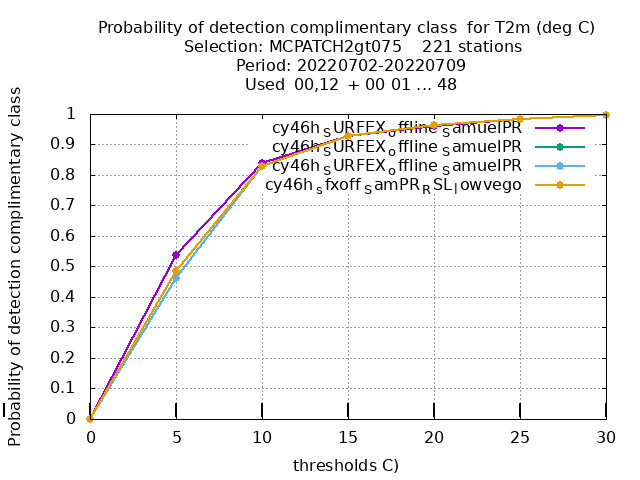 Probability of detection complimentary class  for T2m (deg C)
Selection: MCPATCH2gt075    221 stations
Period: 20220702-20220709
Used  00,12  + 00 01 ... 48
Probability of detection complimentary class
1
0.9
0.8
0.7
0.6
0.5
0.4
0.3
0.2
0.1
0
cy46h_SURFEX_offline_SamuelPR
cy46h_SURFEX_offline_SamuelPR
cy46h_SURFEX_offline_SamuelPR
cy46h_sfxoff_SamPR_RSL_lowvego
0 5 10 15 20 25 30
thresholds C)